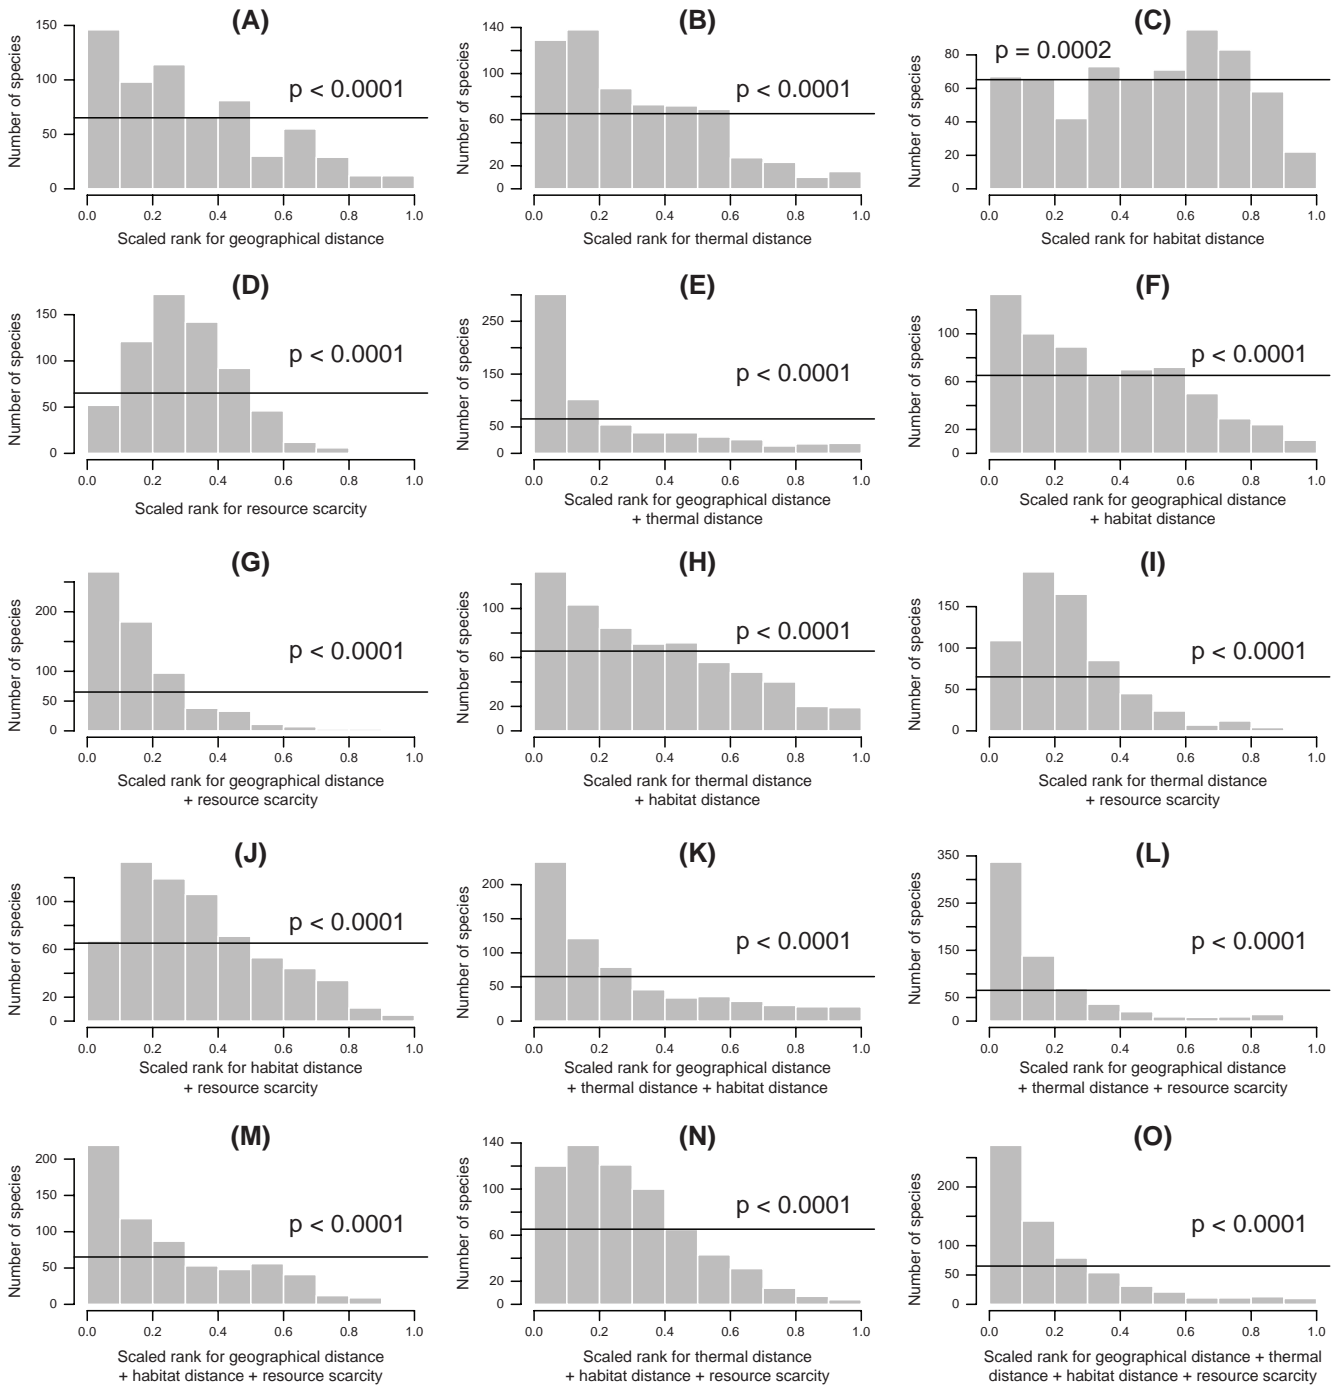 (A)
Number of species
150
100
50
0
p < 0.0001
0.0 0.2 0.4 0.6 0.8 1.0
Scaled rank for geographical distance
(B)
Number of species
140
100
60
20
0
p < 0.0001
0.0 0.2 0.4 0.6 0.8 1.0
Scaled rank for thermal distance
(C)
Number of species
80
60
40
20
0
p = 0.0002
0.0 0.2 0.4 0.6 0.8 1.0
Scaled rank for habitat distance
(D)
Number of species
150
100
50
0
p < 0.0001
0.0 0.2 0.4 0.6 0.8 1.0
Scaled rank for resource scarcity
(E)
Number of species
250
150
50
0
p < 0.0001
0.0 0.2 0.4 0.6 0.8 1.0
Scaled rank for geographical distance
+ thermal distance
(F)
Number of species
100
60
20
0
p < 0.0001
0.0 0.2 0.4 0.6 0.8 1.0
Scaled rank for geographical distance
+ habitat distance
(G)
Number of species
200
100
50
0
p < 0.0001
0.0 0.2 0.4 0.6 0.8 1.0
Scaled rank for geographical distance
+ resource scarcity
(H)
Number of species
100
60
20
0
p < 0.0001
0.0 0.2 0.4 0.6 0.8 1.0
Scaled rank for thermal distance
+ habitat distance
(I)
Number of species
150
100
50
0
p < 0.0001
0.0 0.2 0.4 0.6 0.8 1.0
Scaled rank for thermal distance
+ resource scarcity
(J)
Number of species
100
60
20
0
p < 0.0001
0.0 0.2 0.4 0.6 0.8 1.0
Scaled rank for habitat distance
+ resource scarcity
(K)
Number of species
200
150
100
50
0
p < 0.0001
0.0 0.2 0.4 0.6 0.8 1.0
Scaled rank for geographical distance
+ thermal distance + habitat distance
(L)
Number of species
350
250
150
50
0
p < 0.0001
0.0 0.2 0.4 0.6 0.8 1.0
Scaled rank for geographical distance
+ thermal distance + resource scarcity
(M)
Number of species
200
150
100
50
0
p < 0.0001
0.0 0.2 0.4 0.6 0.8 1.0
Scaled rank for geographical distance
+ habitat distance + resource scarcity
(N)
Number of species
140
100
60
20
0
p < 0.0001
0.0 0.2 0.4 0.6 0.8 1.0
Scaled rank for thermal distance
+ habitat distance + resource scarcity
(O)
Number of species
200
100
50
0
p < 0.0001
0.0 0.2 0.4 0.6 0.8 1.0
Scaled rank for geographical distance + thermal
distance + habitat distance + resource scarcity